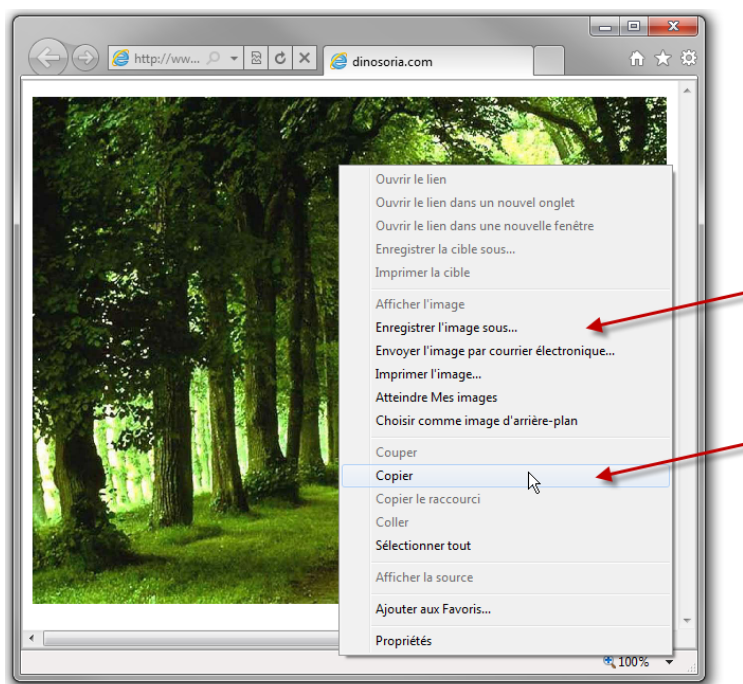 http://ww...
dinosoria.com
Ouvrir le lien
Ouvrir le lien dans un nouvel onglet
Ouvrir le lien dans une nouvelle fenêtre
Enregistrer la cible sous...
Imprimer la cible
Afficher l'image
Enregistrer l'image sous...
Envoyer l'image par courrier électronique...
Imprimer l'image...
Atteindre Mes images
Choisir comme image d'arrière-plan
Couper
Copier
Copier le raccourci
Coller
Sélectionner tout
Afficher la source
Ajouter aux Favoris...
Propriétés
100%